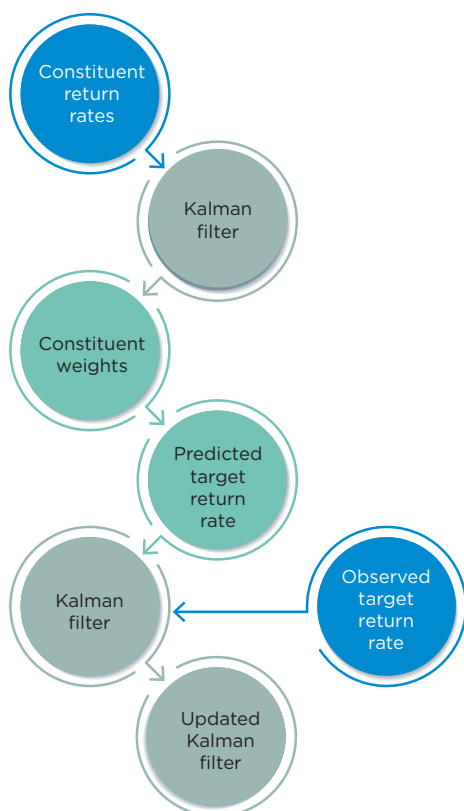 Constituent
return
rates
Kalman
filter
Constituent
weights
Predicted
target
return
rate
Kalman
filter
Observed
target
return
rate
Updated
Kalman
filter